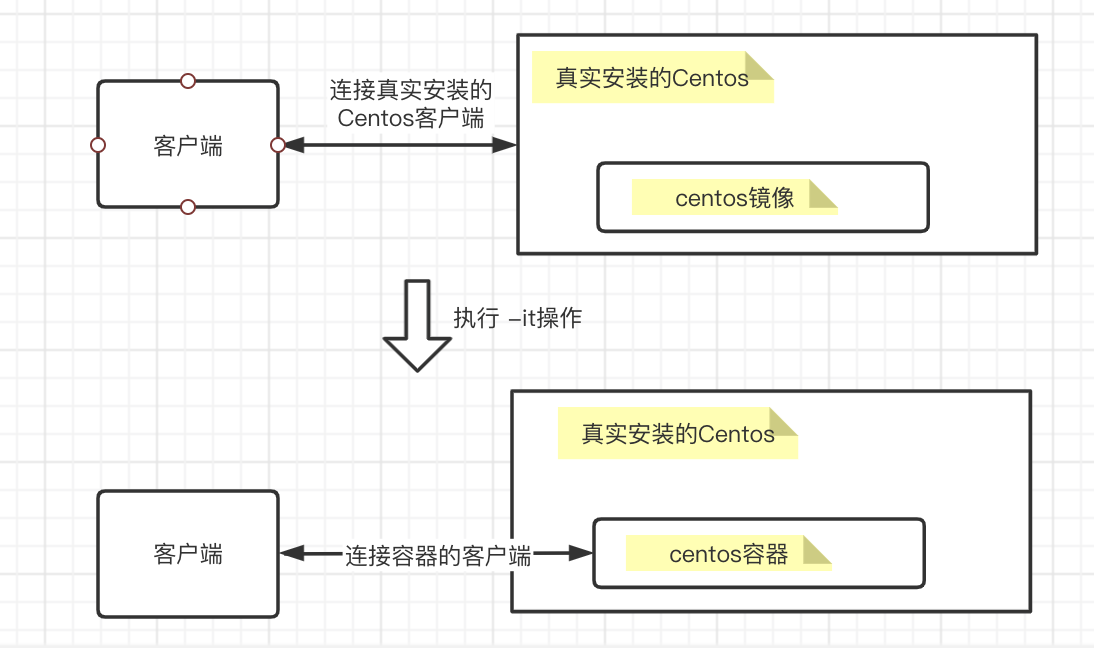 真实安装的Centos
连接真实安装的
Centos客户端
客户端
centos镜像
执行 -it操作
真实安装的Centos
客户端
连接容器的客户端
centos容器